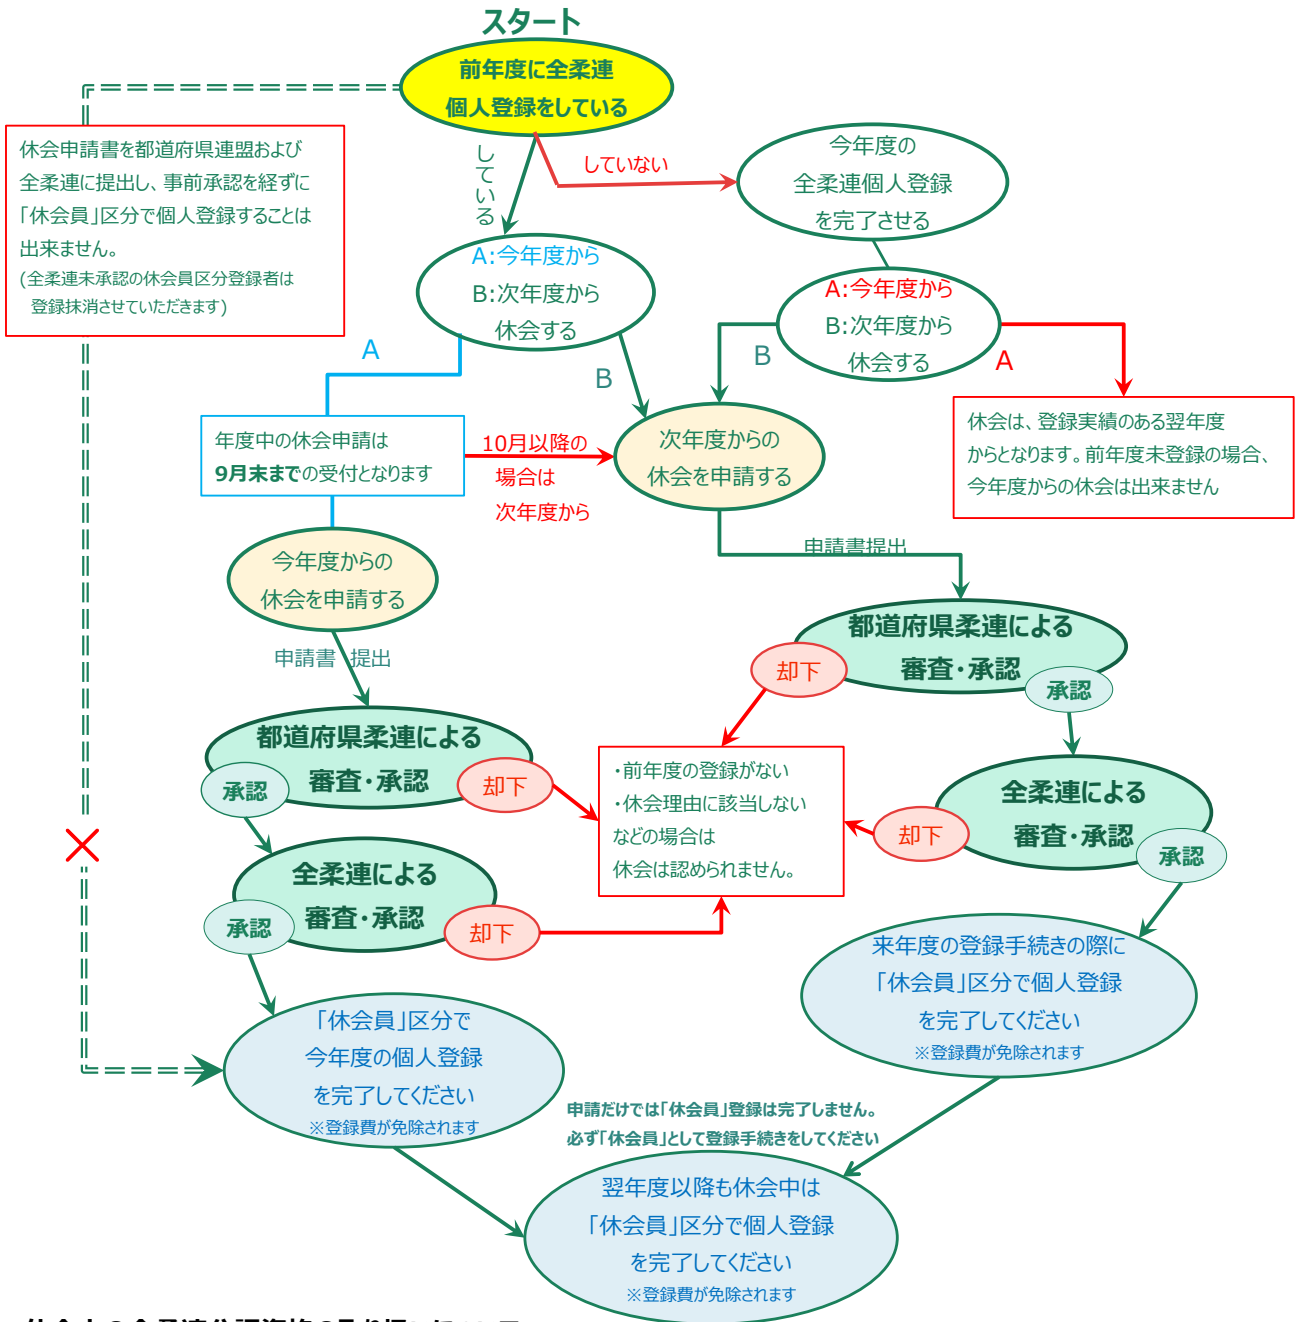 スタート
前年度に全柔連
個人登録をしている
休会申請書を都道府県連盟および
全柔連に提出し、事前承認を経ずに
「休会員」区分で個人登録することは
出来ません。
(全柔連未承認の休会員区分登録者は
登録抹消させていただきます)
している
していない
今年度の
全柔連個人登録
を完了させる
A:今年度から
B:次年度から
休会する
A:今年度から
B:次年度から
休会する
A
B
B
A
年度中の休会申請は
9月末までの受付となります
10月以降の
場合は
次年度から
次年度からの
休会を申請する
休会は、登録実績のある翌年度
からとなります。前年度未登録の場合、
今年度からの休会は出来ません
今年度からの
休会を申請する
申請書提出
申請書 提出
都道府県柔連による
審査・承認
却下
承認
都道府県柔連による
審査・承認
承認
却下
・前年度の登録がない
・休会理由に該当しない
などの場合は
休会は認められません。
全柔連による
審査・承認
却下
承認
全柔連による
審査・承認
承認
却下
来年度の登録手続きの際に
「休会員」区分で個人登録
を完了してください
※登録費が免除されます
「休会員」区分で
今年度の個人登録
を完了してください
※登録費が免除されます
申請だけでは「休会員」登録は完了しません。
必ず「休会員」として登録手続きをしてください
翌年度以降も休会中は
「休会員」区分で個人登録
を完了してください
※登録費が免除されます